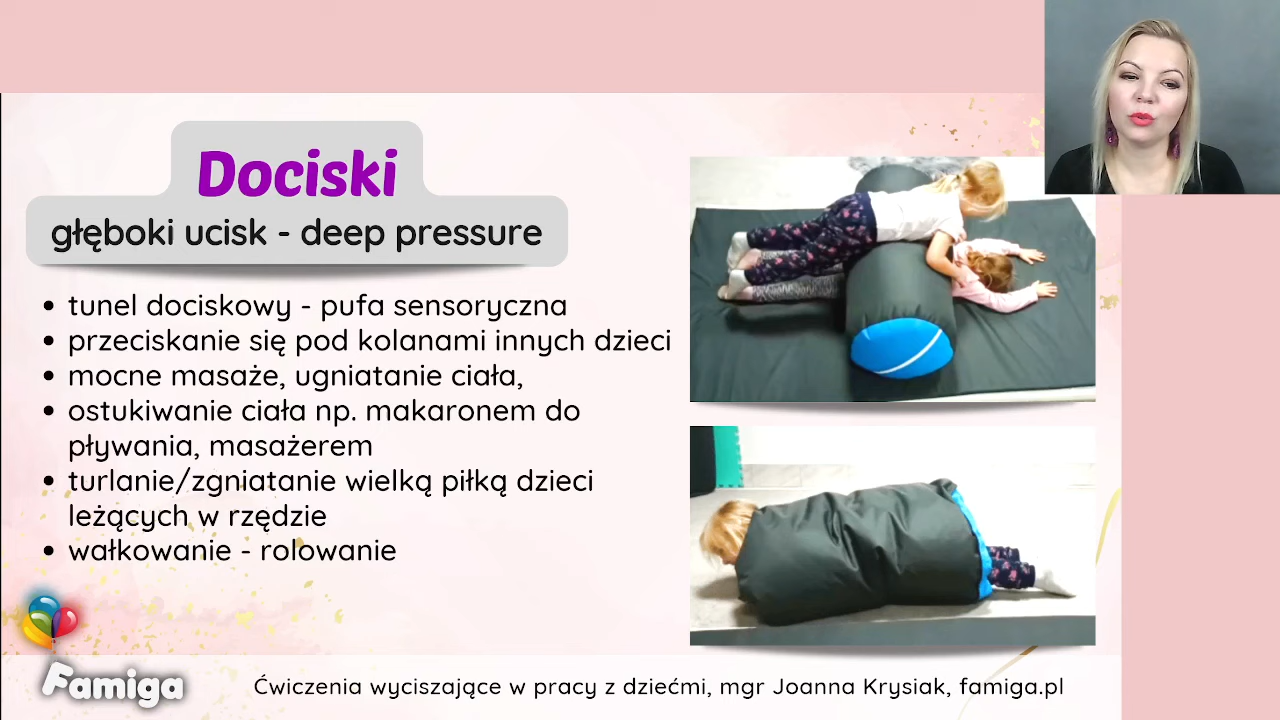 Dociski
głęboki ucisk - deep pressure
• tunel dociskowy - pufa sensoryczna
• przeciskanie się pod kolanami innych dzieci
• mocne masaże, ugniatanie ciała,
• ostukiwanie ciała np. makaronem do
pływania, masażerem
• turlanie/zgniatanie wielką piłką dzieci
leżących w rzędzie
• wałkowanie - rolowanie
Famiga
Ćwiczenia wyciszające w pracy z dziećmi, mgr Joanna Krysiak, famiga.pl